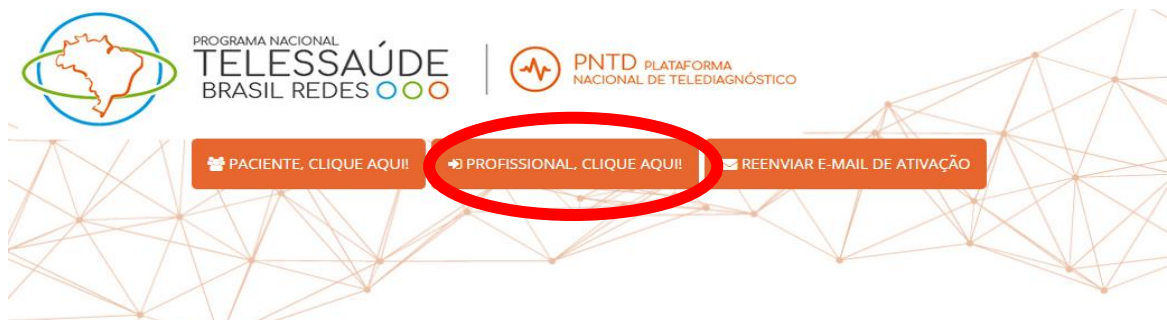 PROGRAMA NACIONAL
TELESSAÚDE
BRASIL REDES
PNTD PLATAFORMA
NACIONAL DE TELEDIAGNÓSTICO
PACIENTE, CLIQUE AQUI!
PROFISSIONAL, CLIQUE AQUI!
REENVIAR E-MAIL DE ATIVAÇÃO